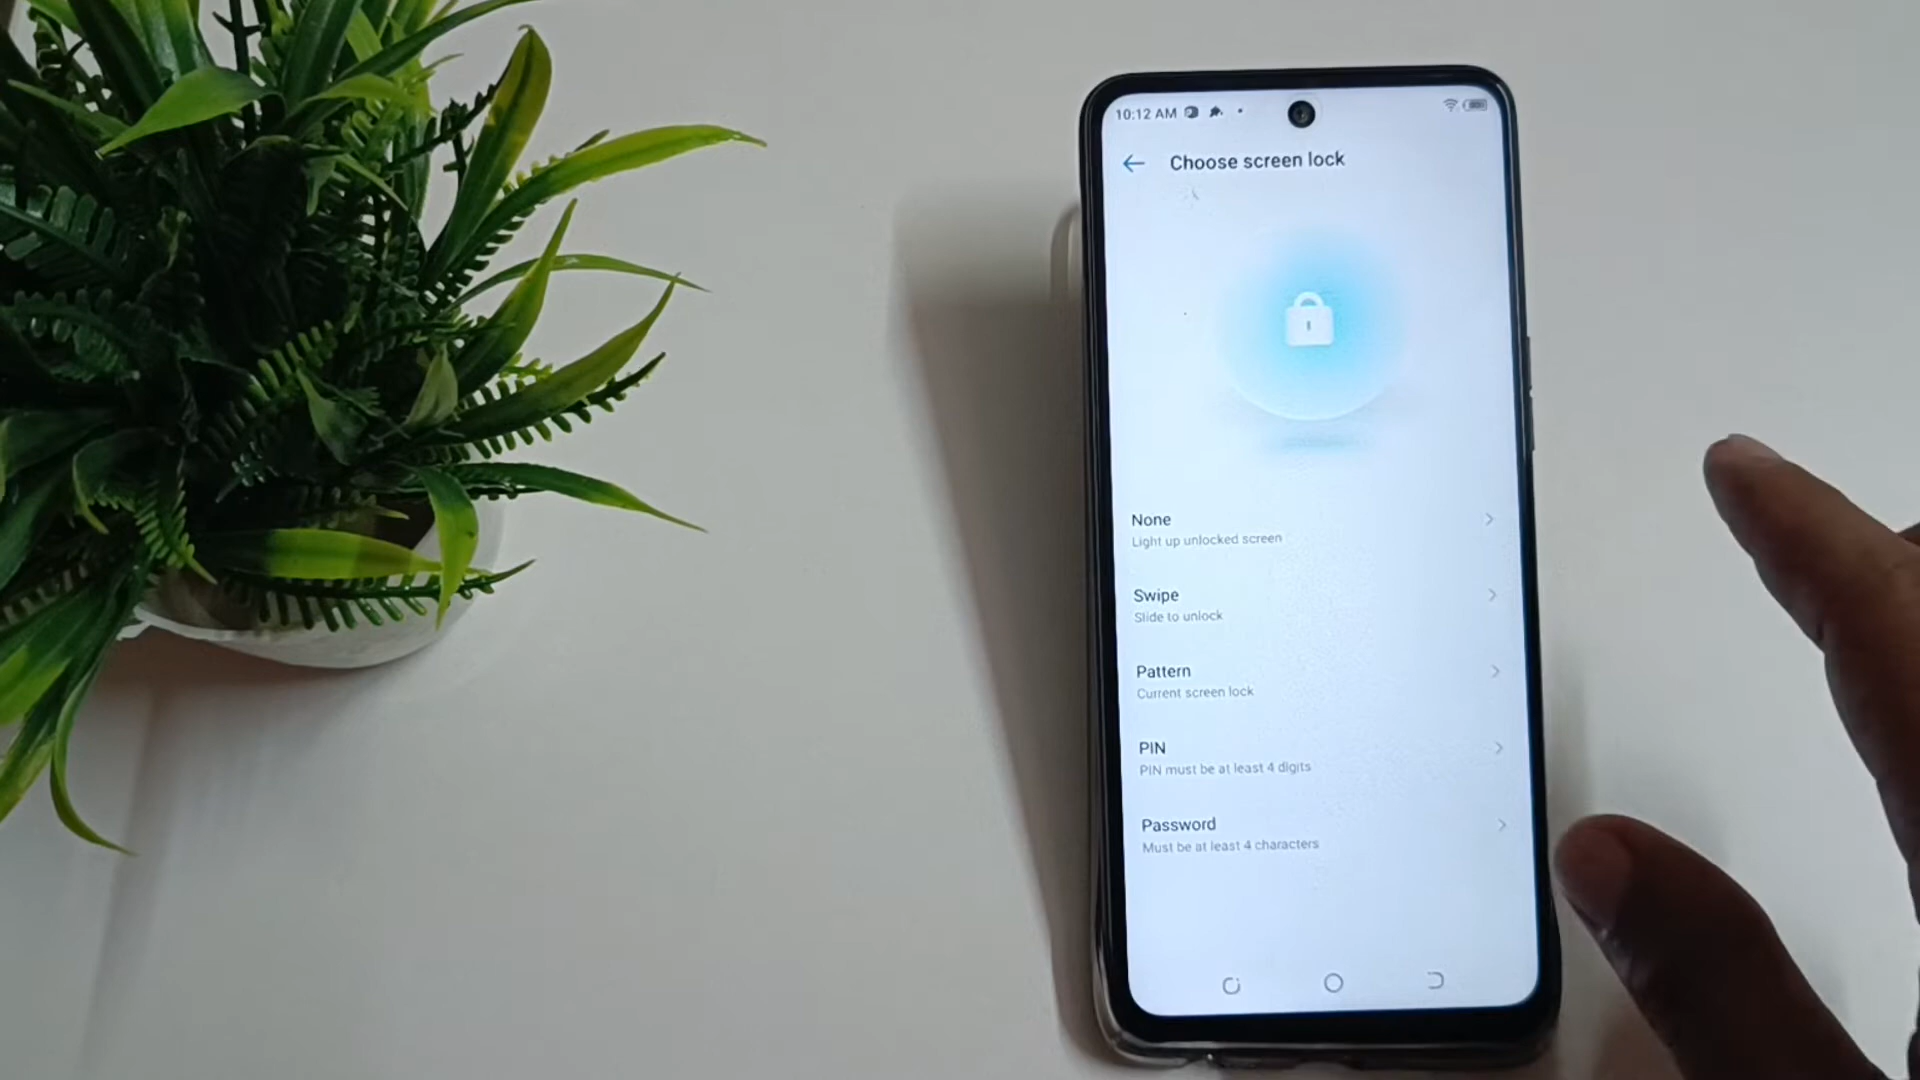 10:12 AM
Choose screen lock
None
Light up unlocked screen
Swipe
Slide to unlock
Pattern
Current screen lock
PIN
PIN must be at least 4 digits
Password
Must be at least 4 characters